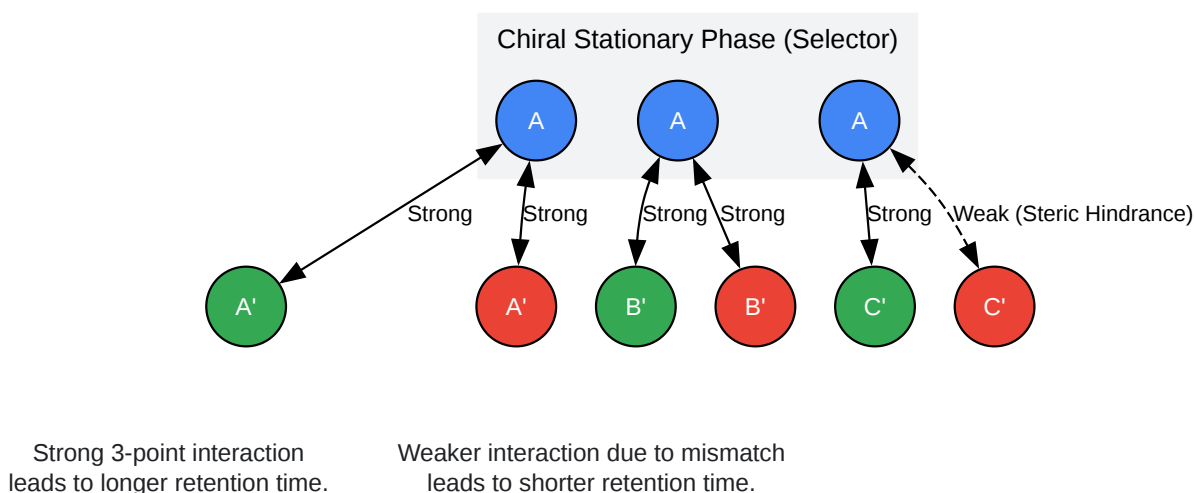 Chiral Stationary Phase (Selector)
A A A
Strong Strong Strong Strong Strong Weak (Steric Hindrance)
A' A' B' B' C' C'
Strong 3-point interaction
leads to longer retention time.
Weaker interaction due to mismatch
leads to shorter retention time.